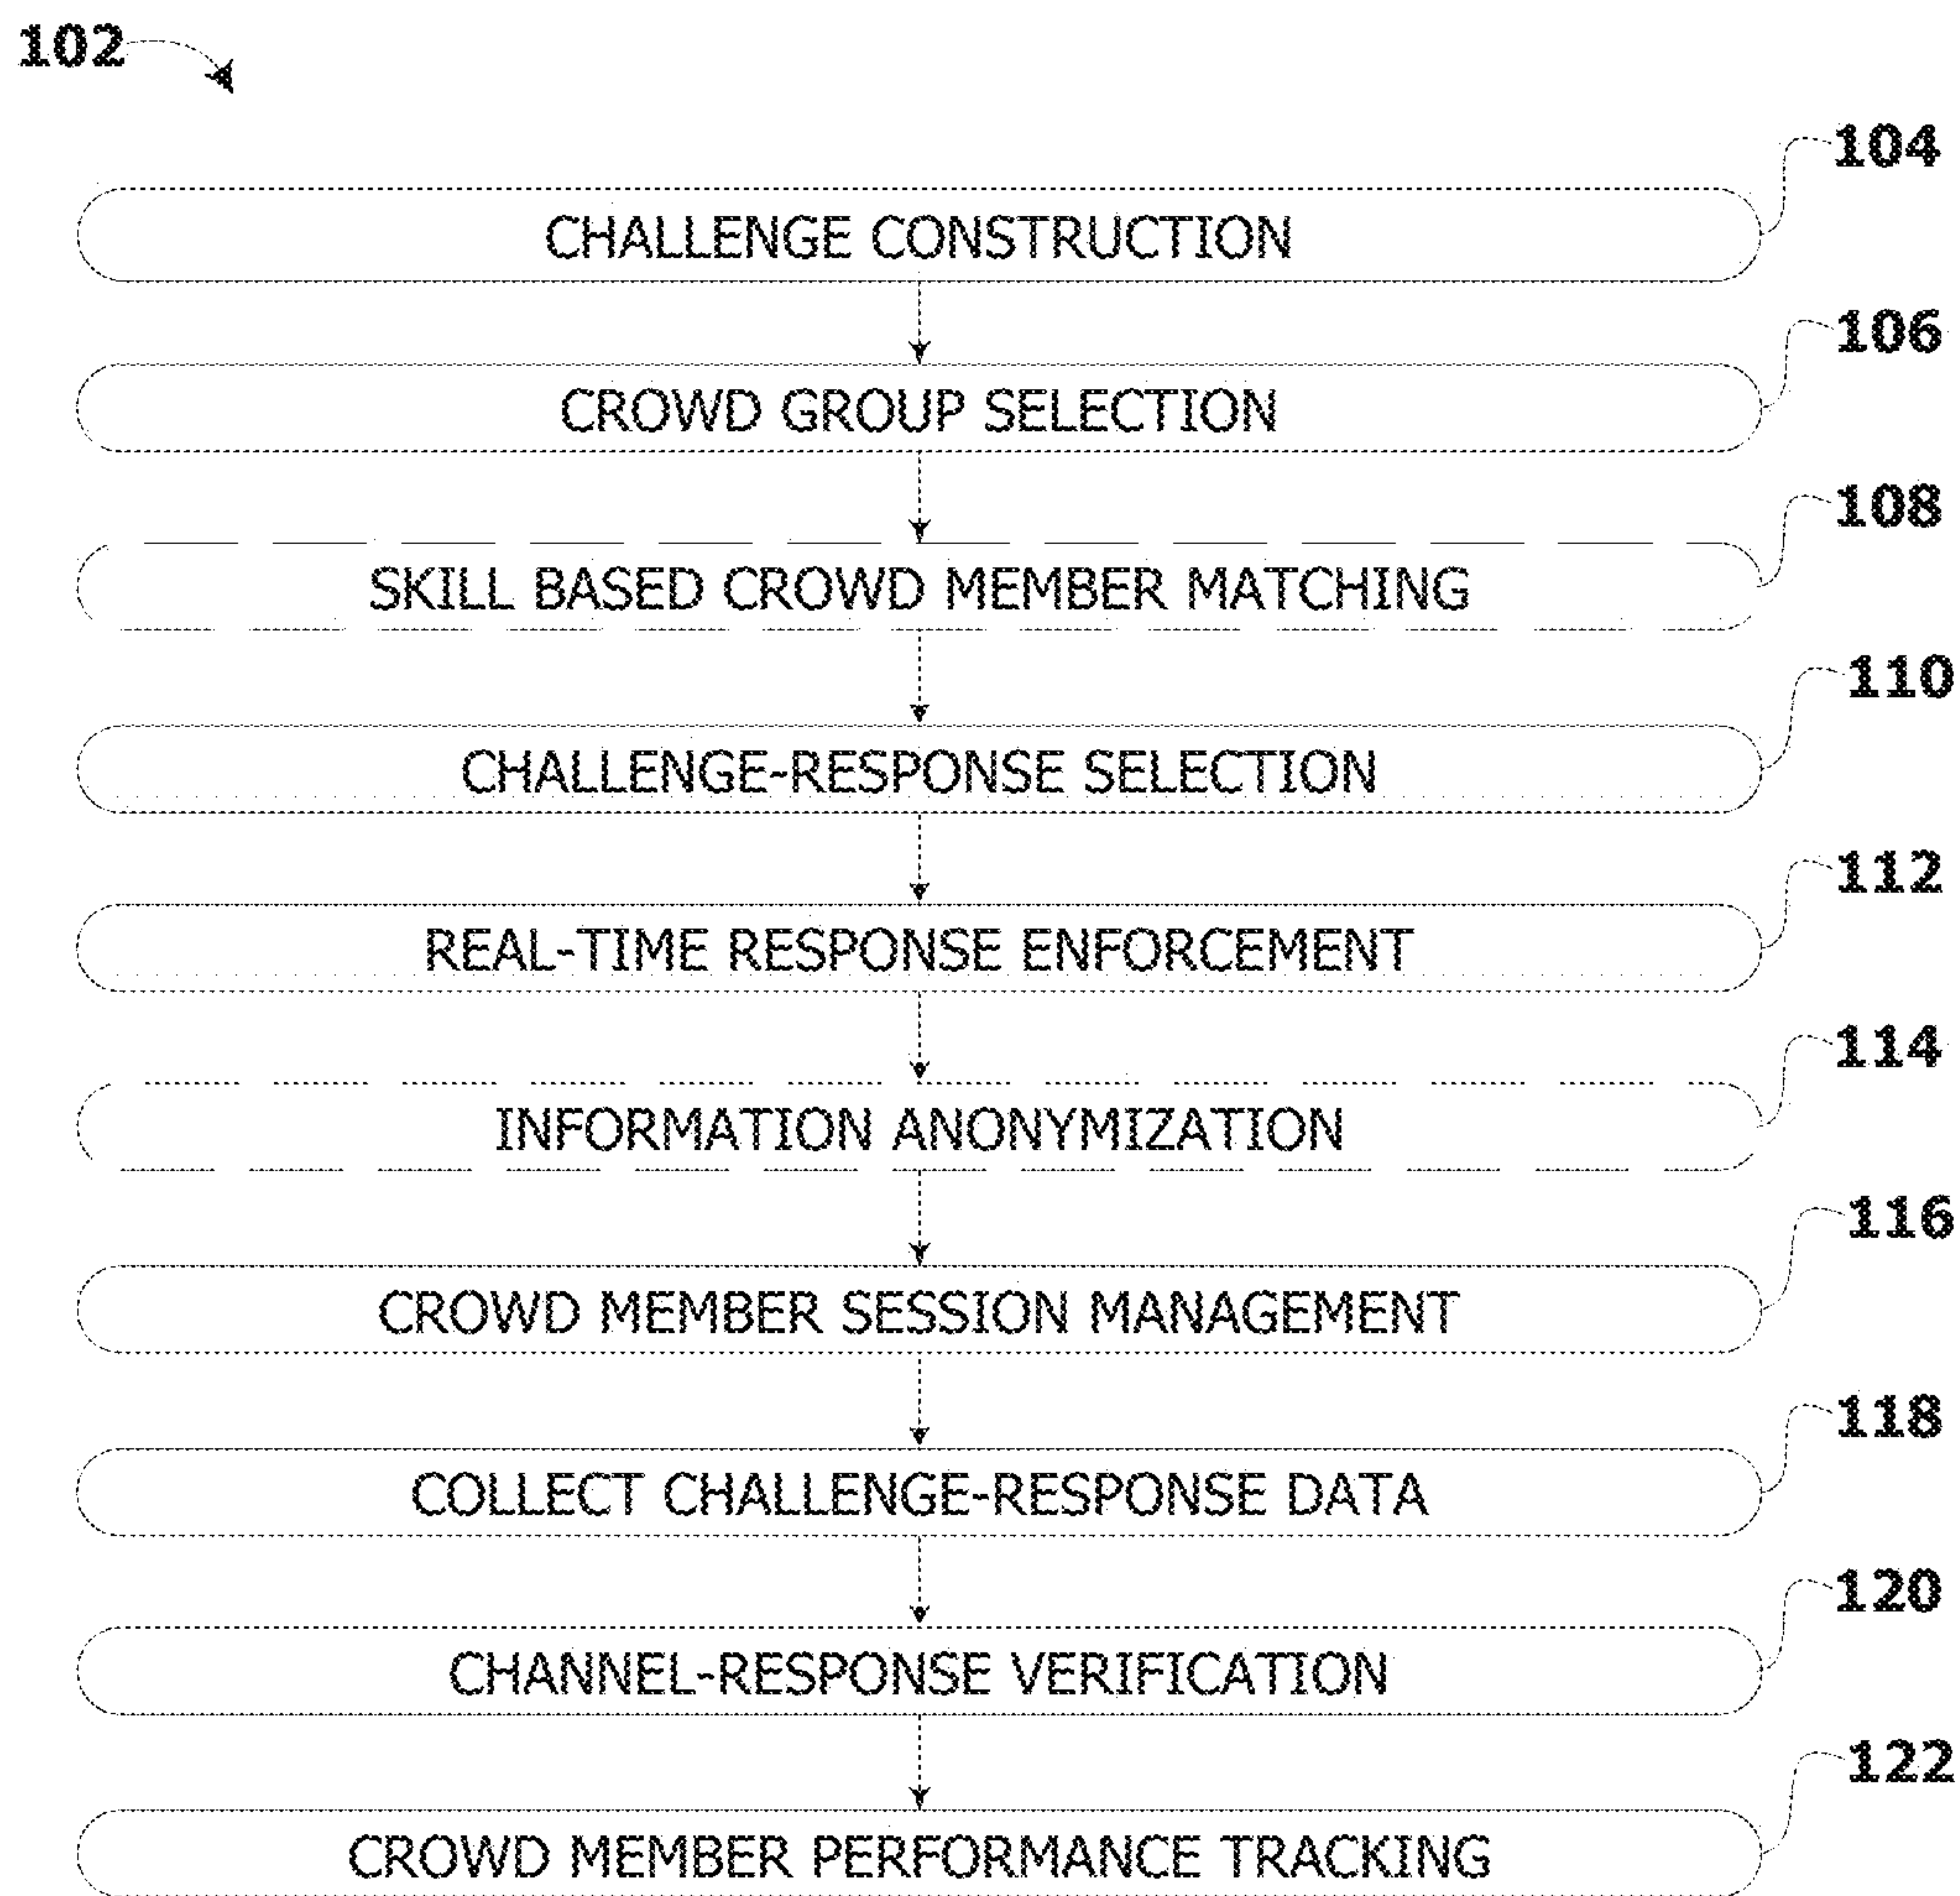 102
104
CHALLENGE CONSTRUCTION
106
CROWD GROUP SELECTION
108
SKILL BASED CROWD MEMBER MATCHING
110
CHALLENGE-RESPONSE SELECTION
112
REAL-TIME RESPONSE ENFORCEMENT
114
INFORMATION ANONYMIZATION
116
CROWD MEMBER SESSION MANAGEMENT
118
COLLECT CHALLENGE-RESPONSE DATA
120
CHANNEL-RESPONSE VERIFICATION
122
CROWD MEMBER PERFORMANCE TRACKING